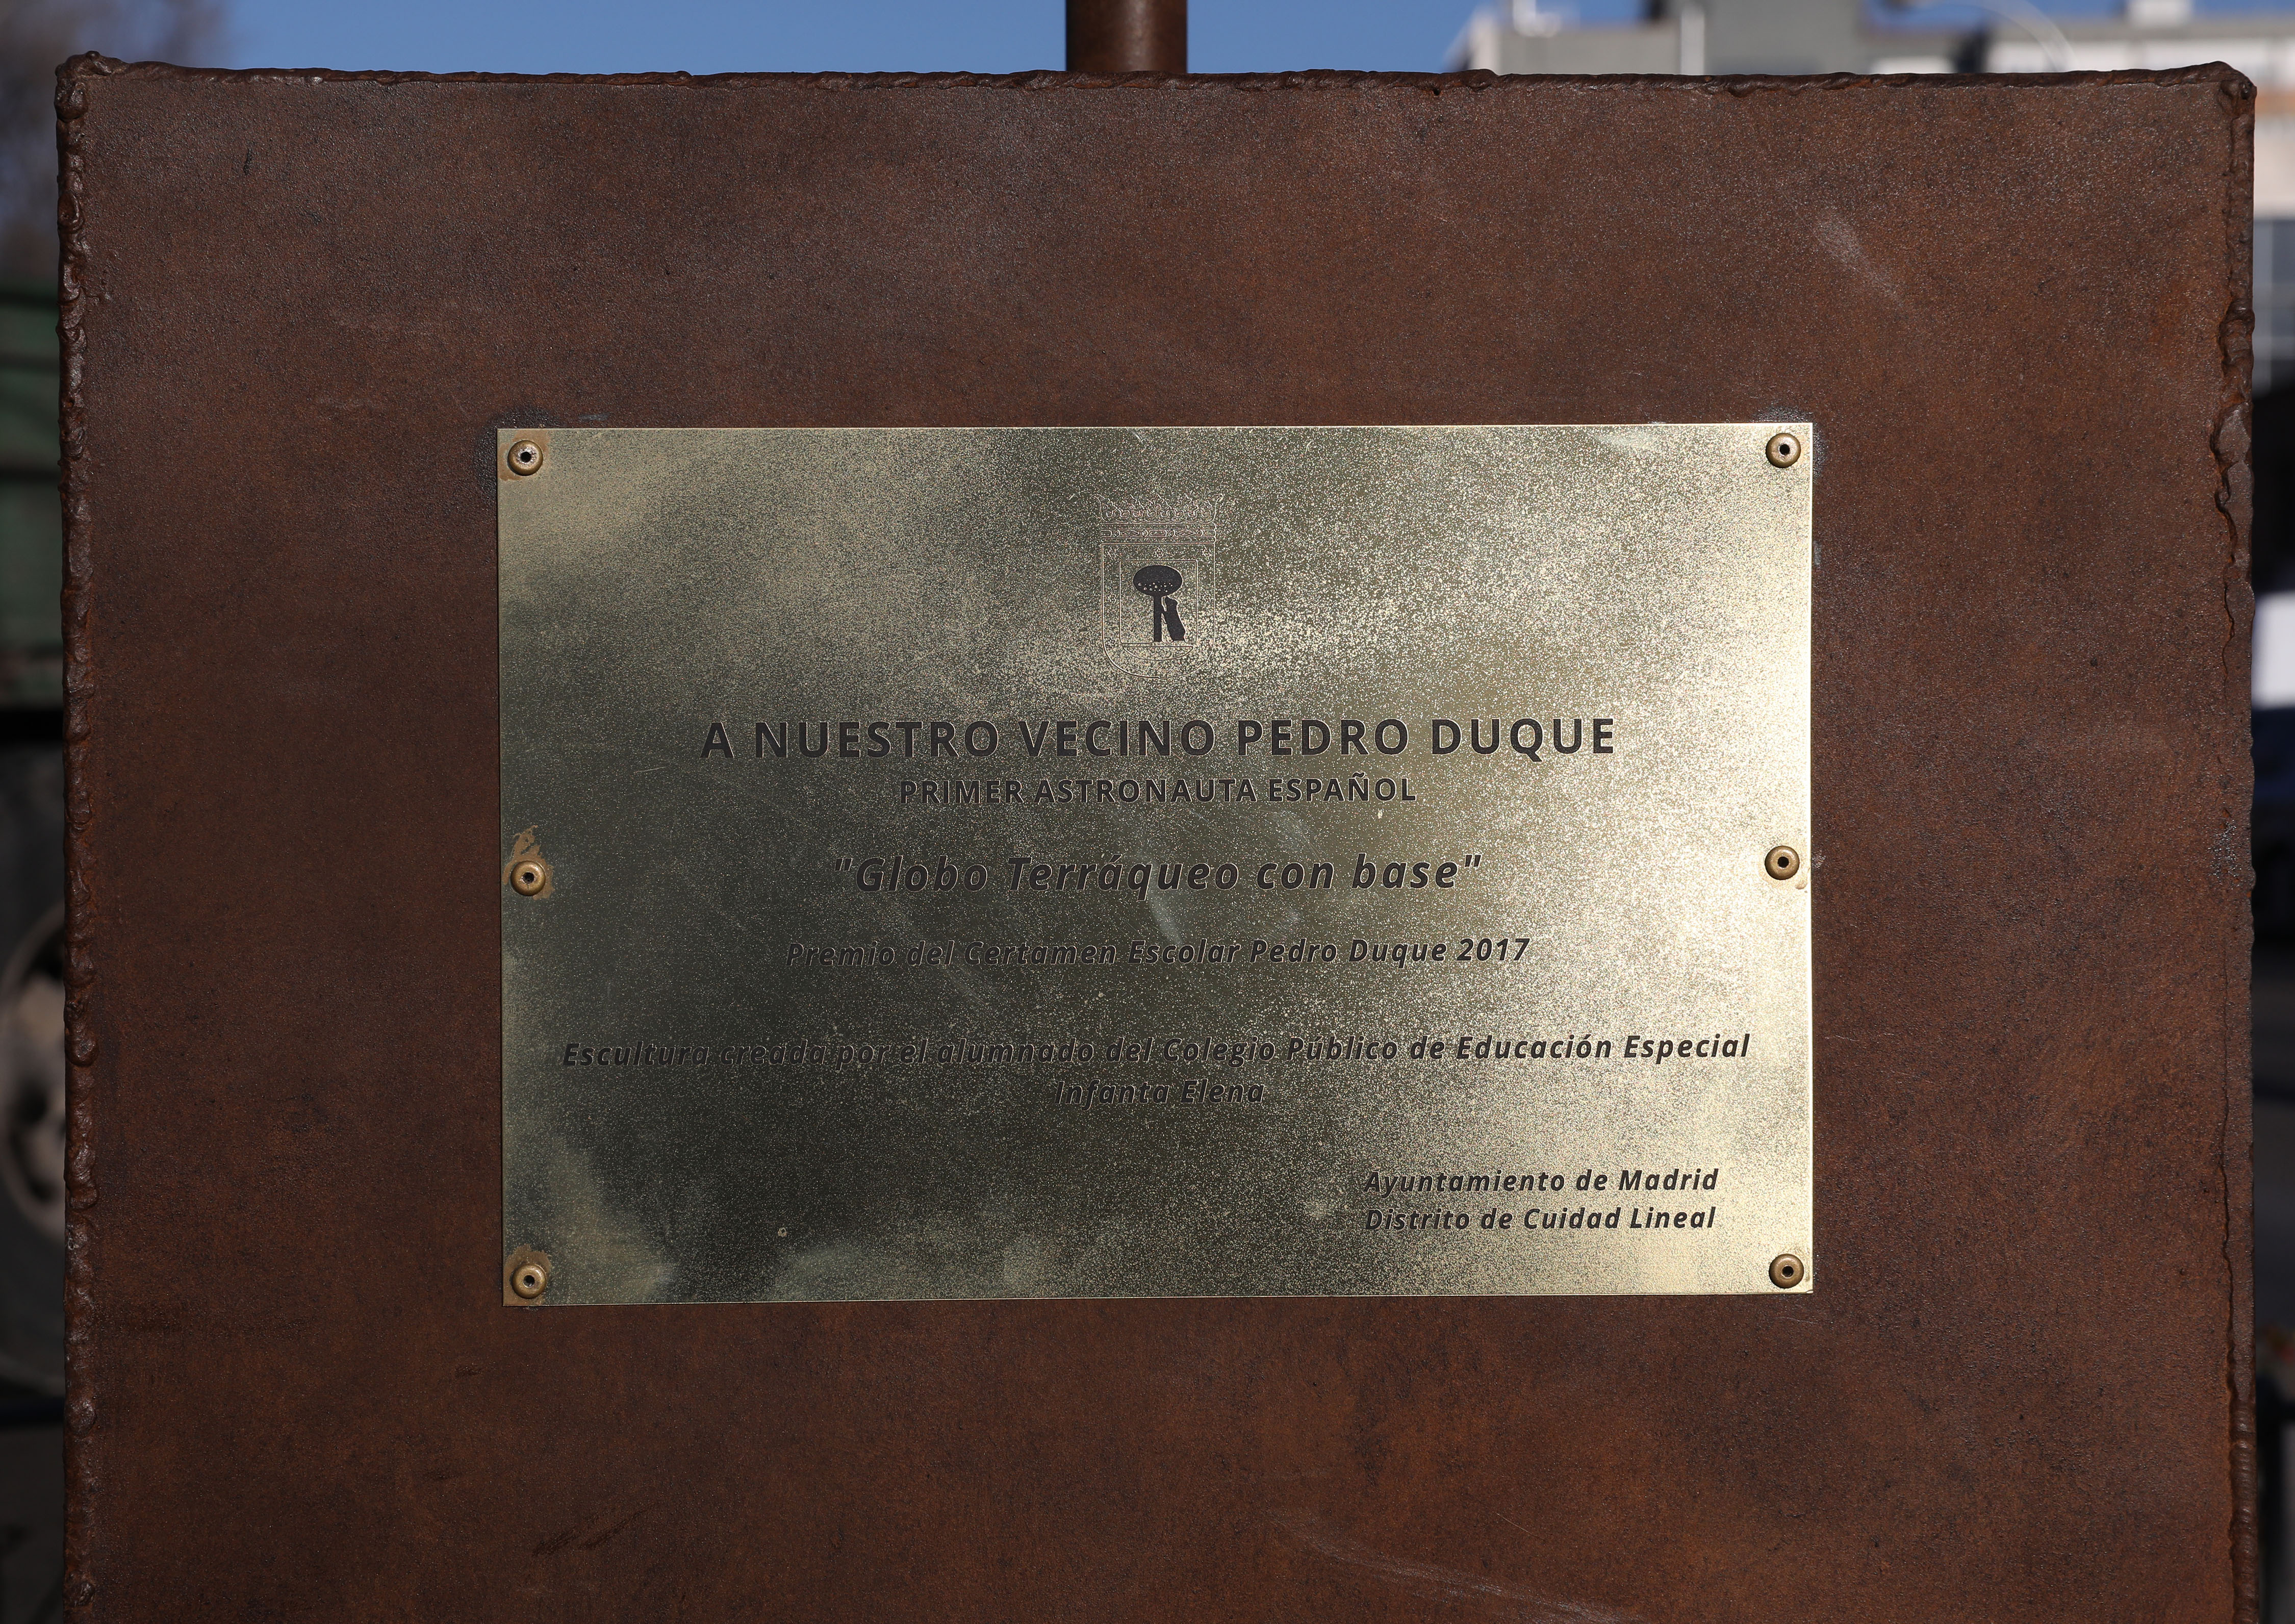 A NUESTRO VECINO PEDRO DUQUE
PRIMER ASTRONAUTA ESPAÑOL
"Globo Terráqueo con base"
Premio del Certamen Escolar Pedro Duque 2017
Escultura creada por el alumnado del Colegio Público de Educación Especial
Infanta Elena
Ayuntamiento de Madrid
Distrito de Cuidad Lineal